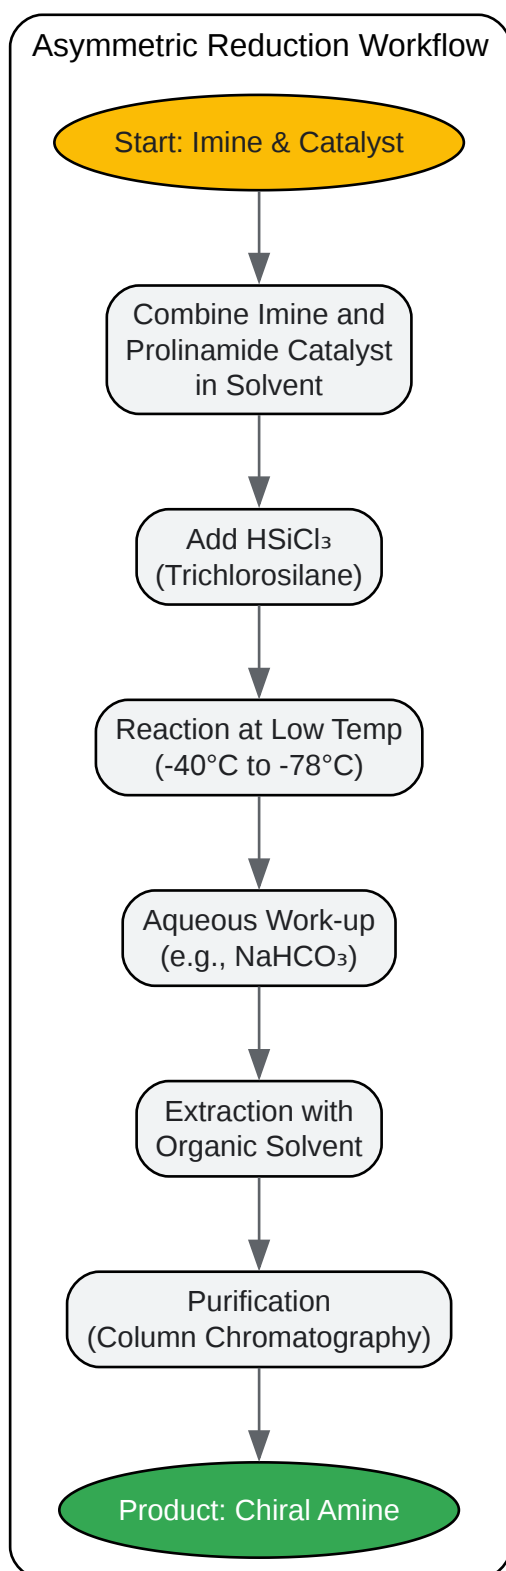 Asymmetric Reduction Workflow
Start: Imine & Catalyst
Combine Imine and
Prolinamide Catalyst
in Solvent
Add HSiCl₃
(Trichlorosilane)
Reaction at Low Temp
(-40°C to -78°C)
Aqueous Work-up
(e.g., NaHCO₃)
Extraction with
Organic Solvent
Purification
(Column Chromatography)
Product: Chiral Amine